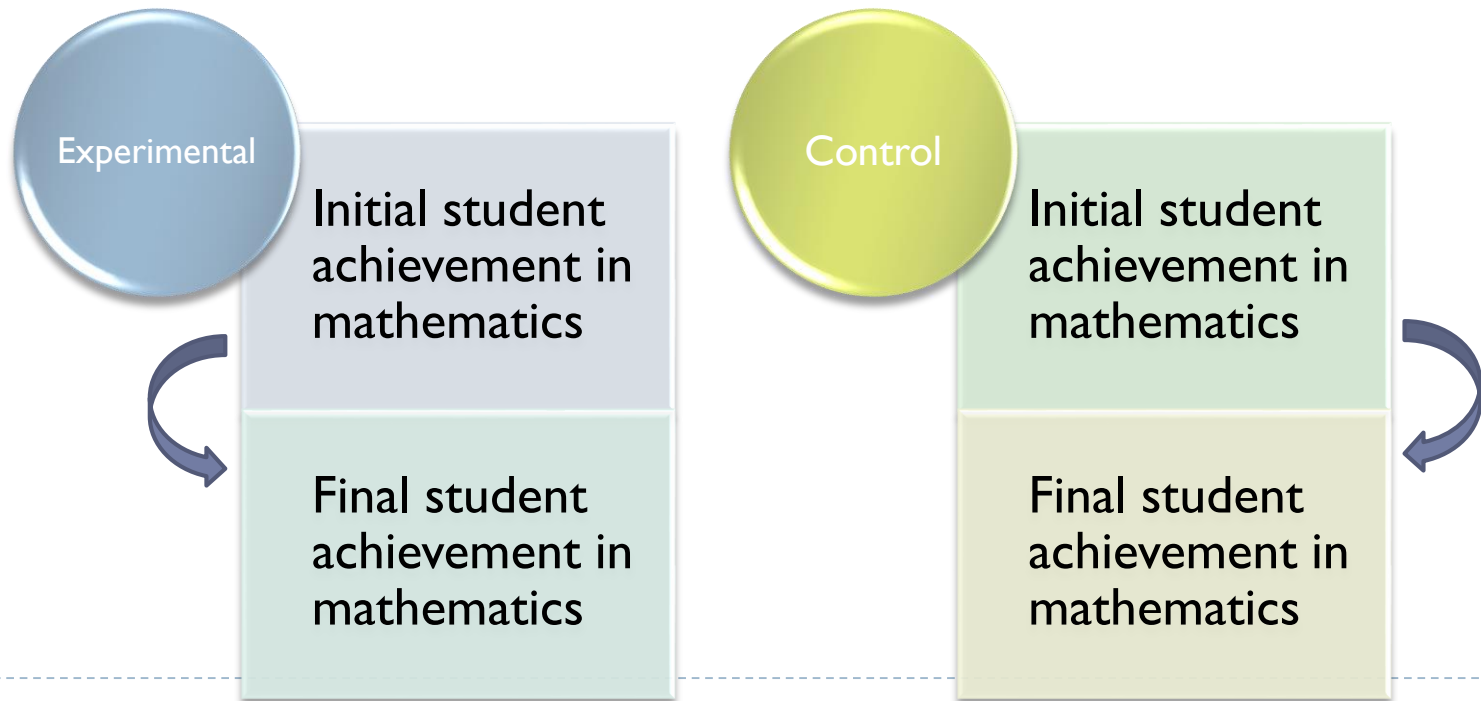 Experimental
Initial student
achievement in
mathematics
Final student
achievement in
mathematics
Control
Initial student
achievement in
mathematics
Final student
achievement in
mathematics